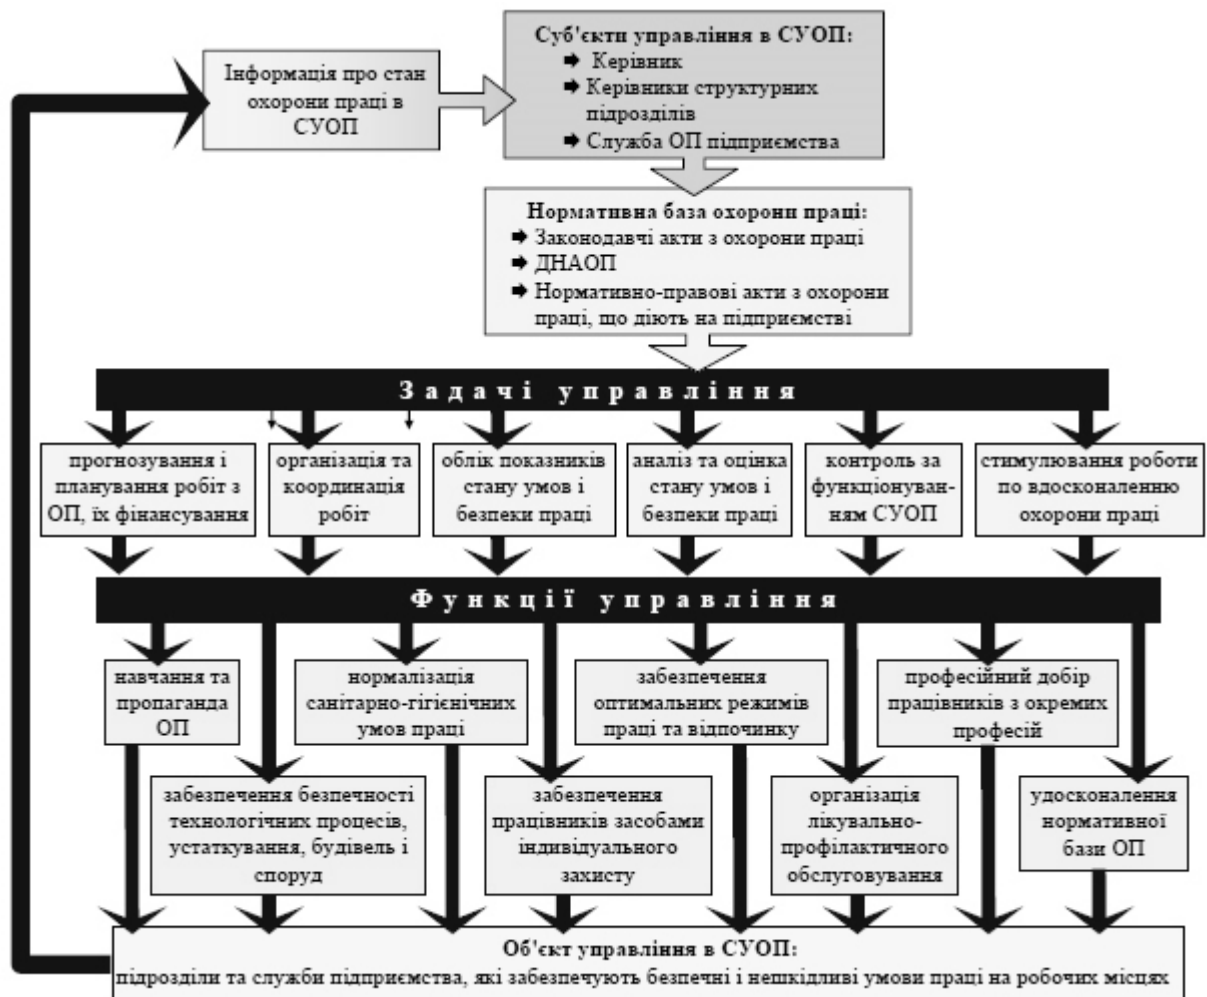 Інформація про стан
охорони праці в
СУОП
Суб'єкти управління в СУОП:
Керівник
Керівники структурних
підрозділів
Служба ОП підприємства
Нормативна база охорони праці:
Законодавчі акти з охорони праці
ДНАОП
Нормативно-правові акти з охорони
праці, що діють на підприємстві
Задачі управління
прогнозування і
планування робіт з
ОП, їх фінансування
організація та
координація
робіт
облік показників
стану умов і
безпеки праці
аналіз та оцінка
стану умов і
безпеки праці
контроль за
функціонуван-
ням СУОП
стимулювання роботи
по вдосконаленню
охорони праці
Функції управління
навчання та
пропаганда
ОП
нормалізація
санітарно-гігієнічних
умов праці
забезпечення
оптимальних режимів
праці та відпочинку
професійний добір
працівників з окремих
професій
забезпечення безпечності
технологічних процесів,
устаткування, будівель і
споруд
забезпечення
працівників засобами
індивідуального
захисту
організація
лікувально-
профілактичного
обслуговування
удосконалення
нормативної
бази ОП
Об'єкт управління в СУОП:
підрозділи та служби підприємства, які забезпечують безпечні і нешкідливі умови праці на робочих місцях